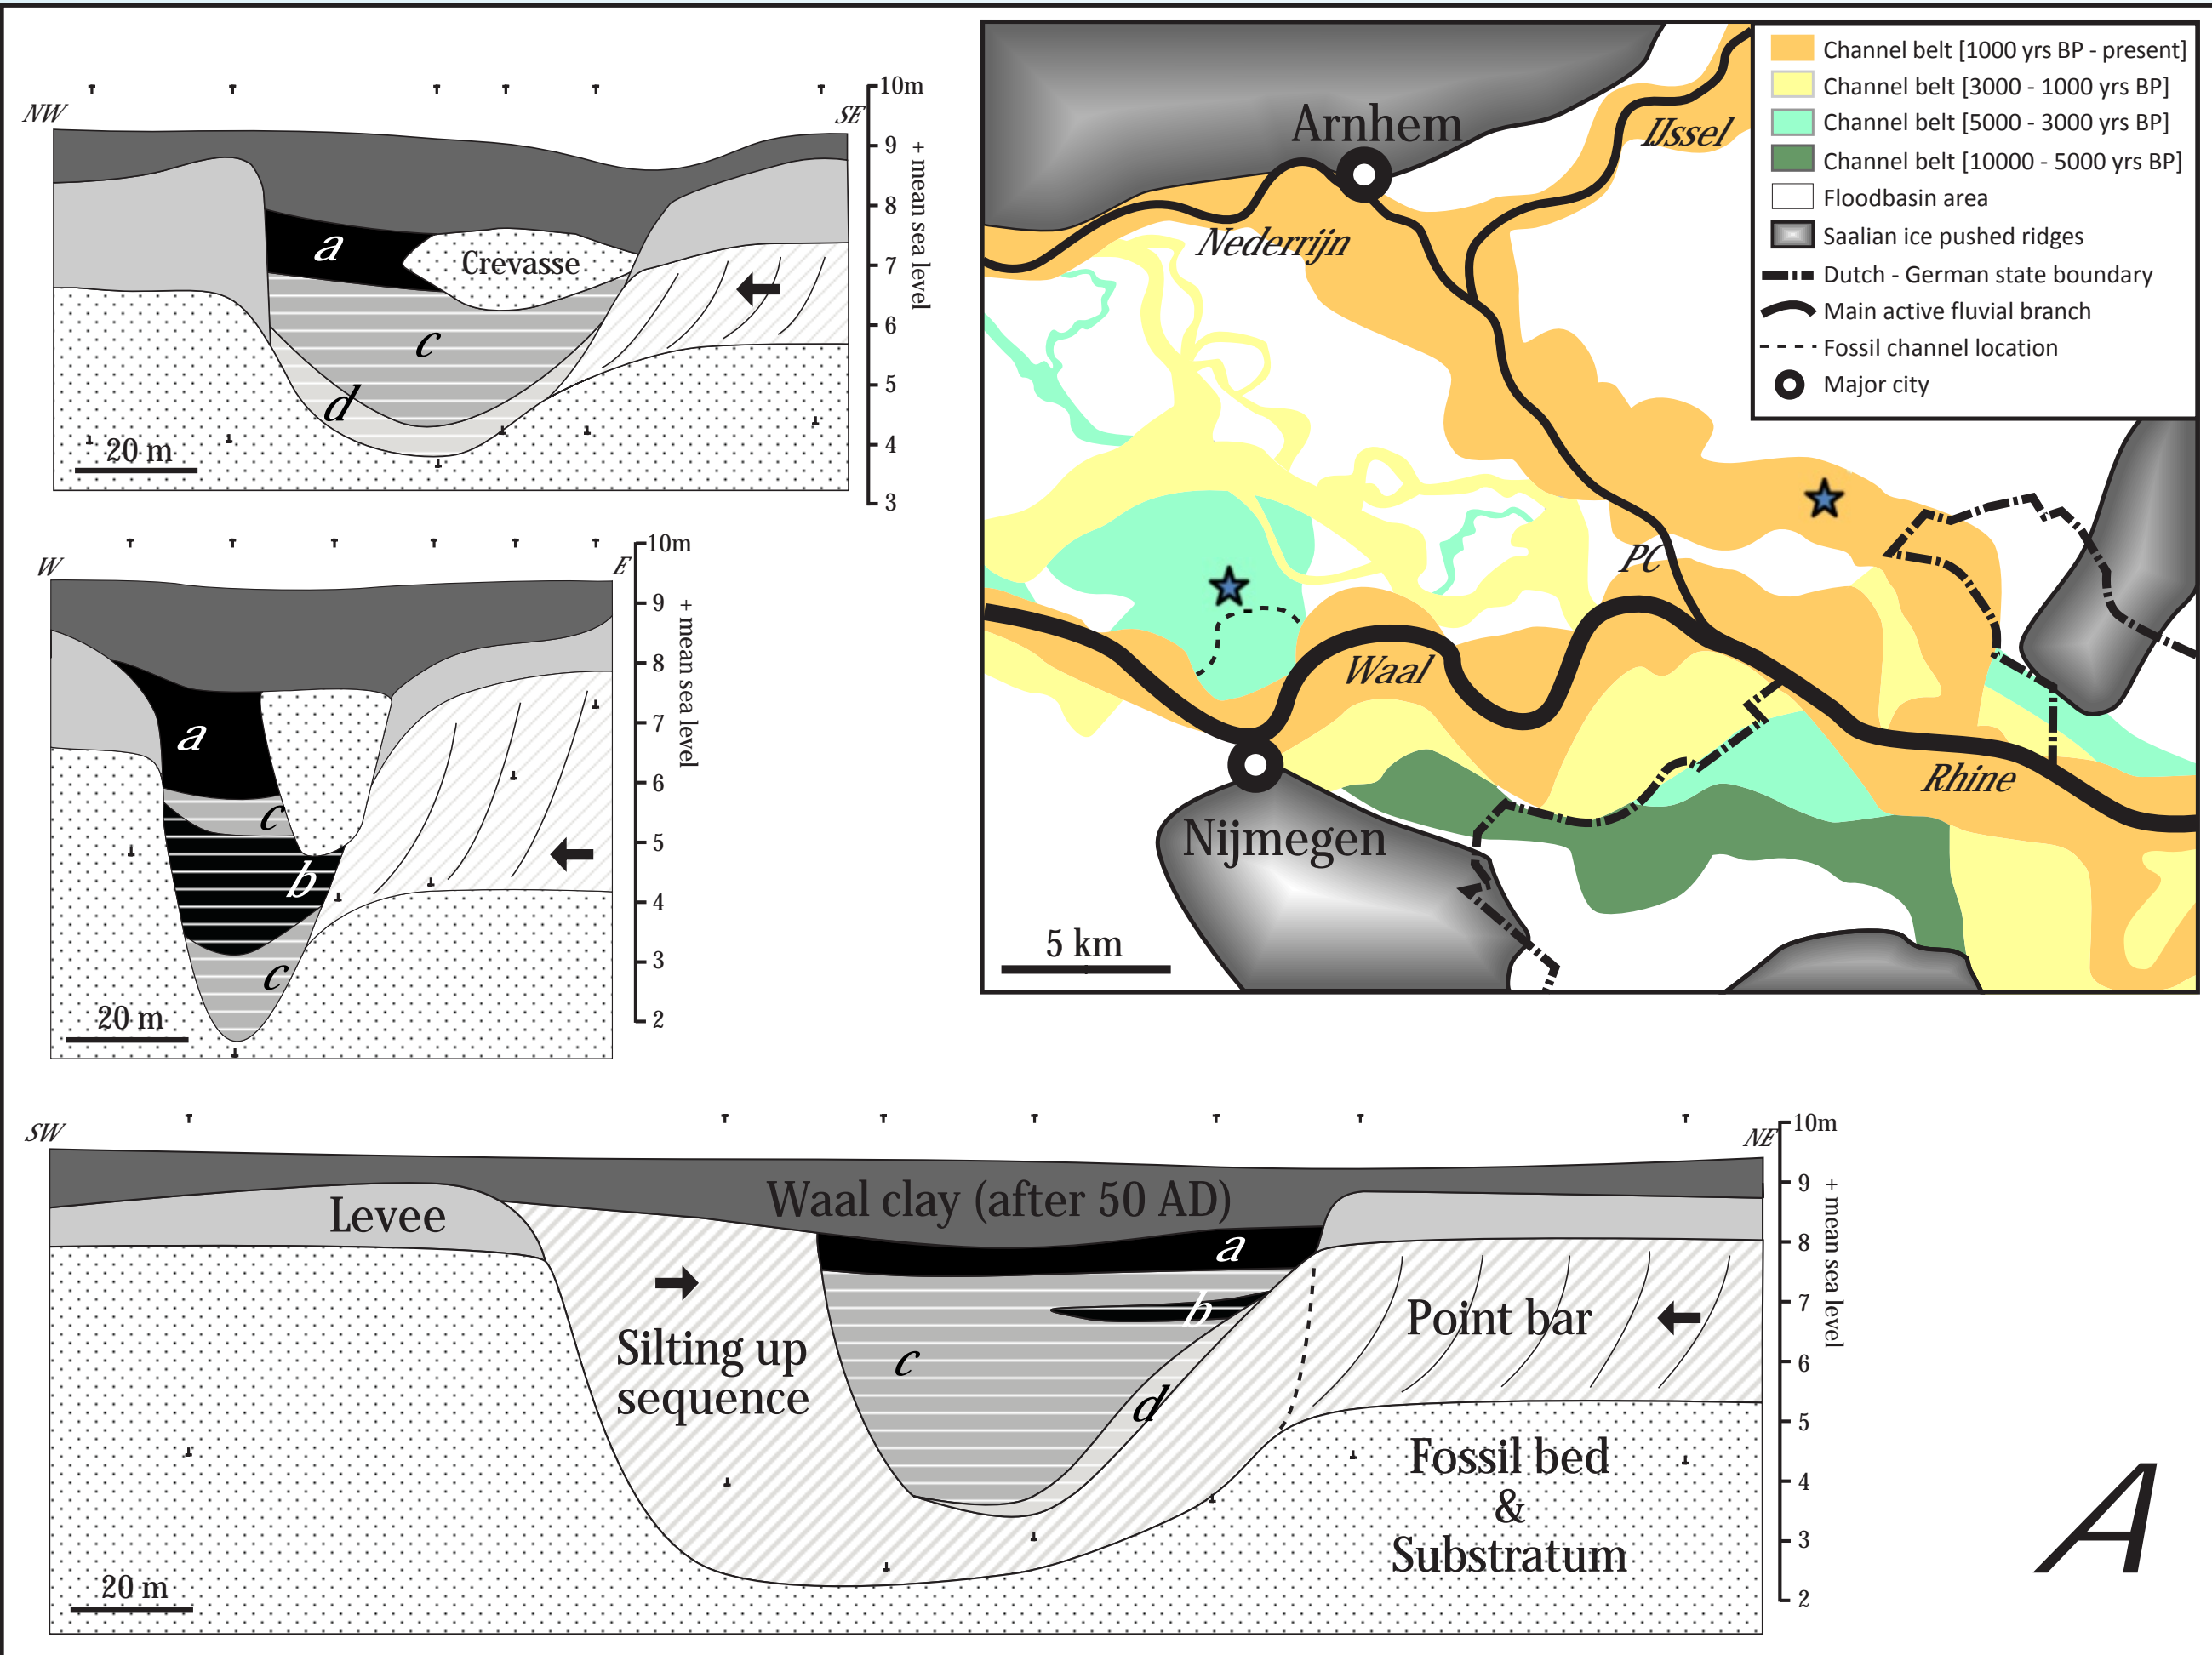 NW
SE
10m
9
8
7
6
5
4
3
+ mean sea level
a
Crevasse
c
d
20 m
W
E
10m
9
8
7
6
5
4
3
2
+ mean sea level
a
c
b
c
20 m
Arnhem
IJssel
Nederrijn
PC
Waal
Rhine
Nijmegen
5 km
Channel belt [1000 yrs BP - present]
Channel belt [3000 - 1000 yrs BP]
Channel belt [5000 - 3000 yrs BP]
Channel belt [10000 - 5000 yrs BP]
Floodbasin area
Saalian ice pushed ridges
Dutch - German state boundary
Main active fluvial branch
Fossil channel location
Major city
SW
NE
10m
9
8
7
6
5
4
3
2
+ mean sea level
Levee
Waal clay (after 50 AD)
a
b
c
d
Silting up
sequence
Point bar
Fossil bed
&
Substratum
20 m
A